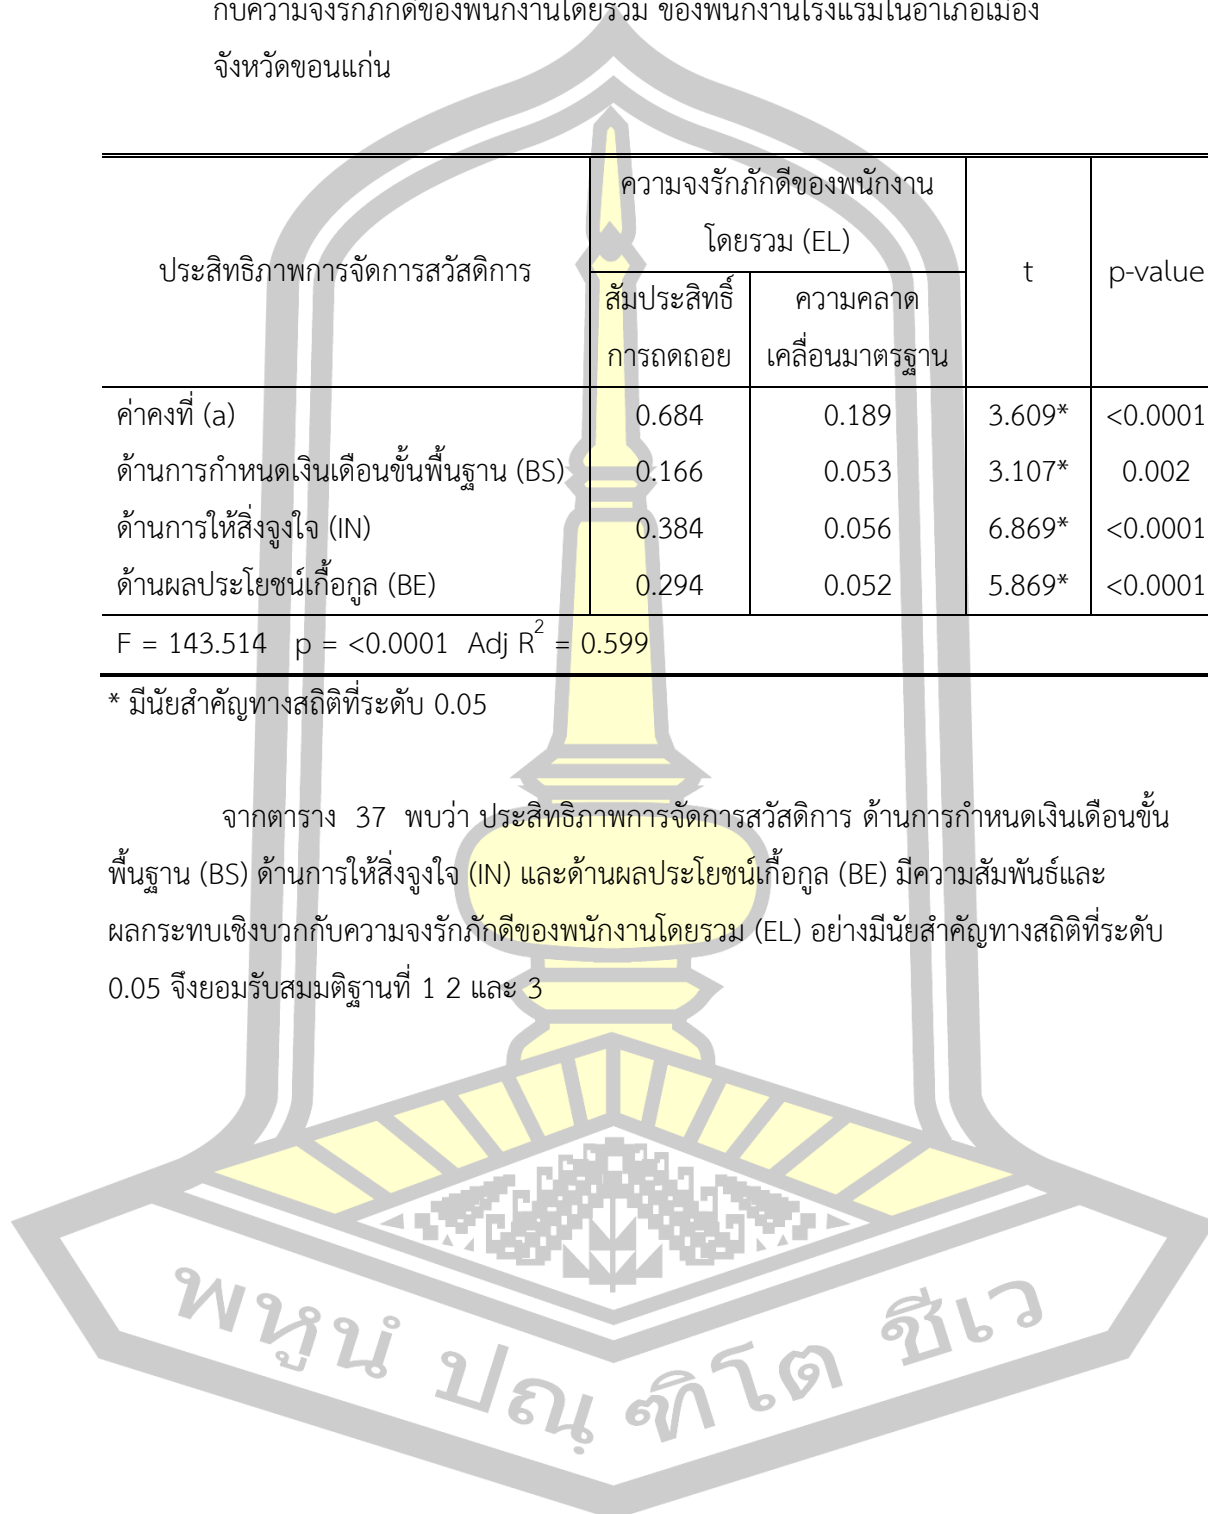 กับความจงรักภักดีของพนักงานโดยรวม ของพนักงานโรงแรมในอำเภอเมือง
จังหวัดขอนแก่น
ประสิทธิภาพการจัดการสวัสดิการ
ความจงรักภักดีของพนักงาน
โดยรวม (EL)
t
p-value
สัมประสิทธิ์
การถดถอย
ความคลาด
เคลื่อนมาตรฐาน
ค่าคงที่ (a) 0.684 0.189 3.609* <0.0001
ด้านการกำหนดเงินเดือนขั้นพื้นฐาน (BS) 0.166 0.053 3.107* 0.002
ด้านการให้สิ่งจูงใจ (IN) 0.384 0.056 6.869* <0.0001
ด้านผลประโยชน์เกื้อกูล (BE) 0.294 0.052 5.869* <0.0001
F = 143.514 p = <0.0001 Adj R² = 0.599
* มีนัยสำคัญทางสถิติที่ระดับ 0.05
จากตาราง 37 พบว่า ประสิทธิภาพการจัดการสวัสดิการ ด้านการกำหนดเงินเดือนขั้น
พื้นฐาน (BS) ด้านการให้สิ่งจูงใจ (IN) และด้านผลประโยชน์เกื้อกูล (BE) มีความสัมพันธ์และ
ผลกระทบเชิงบวกกับความจงรักภักดีของพนักงานโดยรวม (EL) อย่างมีนัยสำคัญทางสถิติที่ระดับ
0.05 จึงยอมรับสมมติฐานที่ 1 2 และ 3
พหูนํ ปณฺฑิโต ชีเว